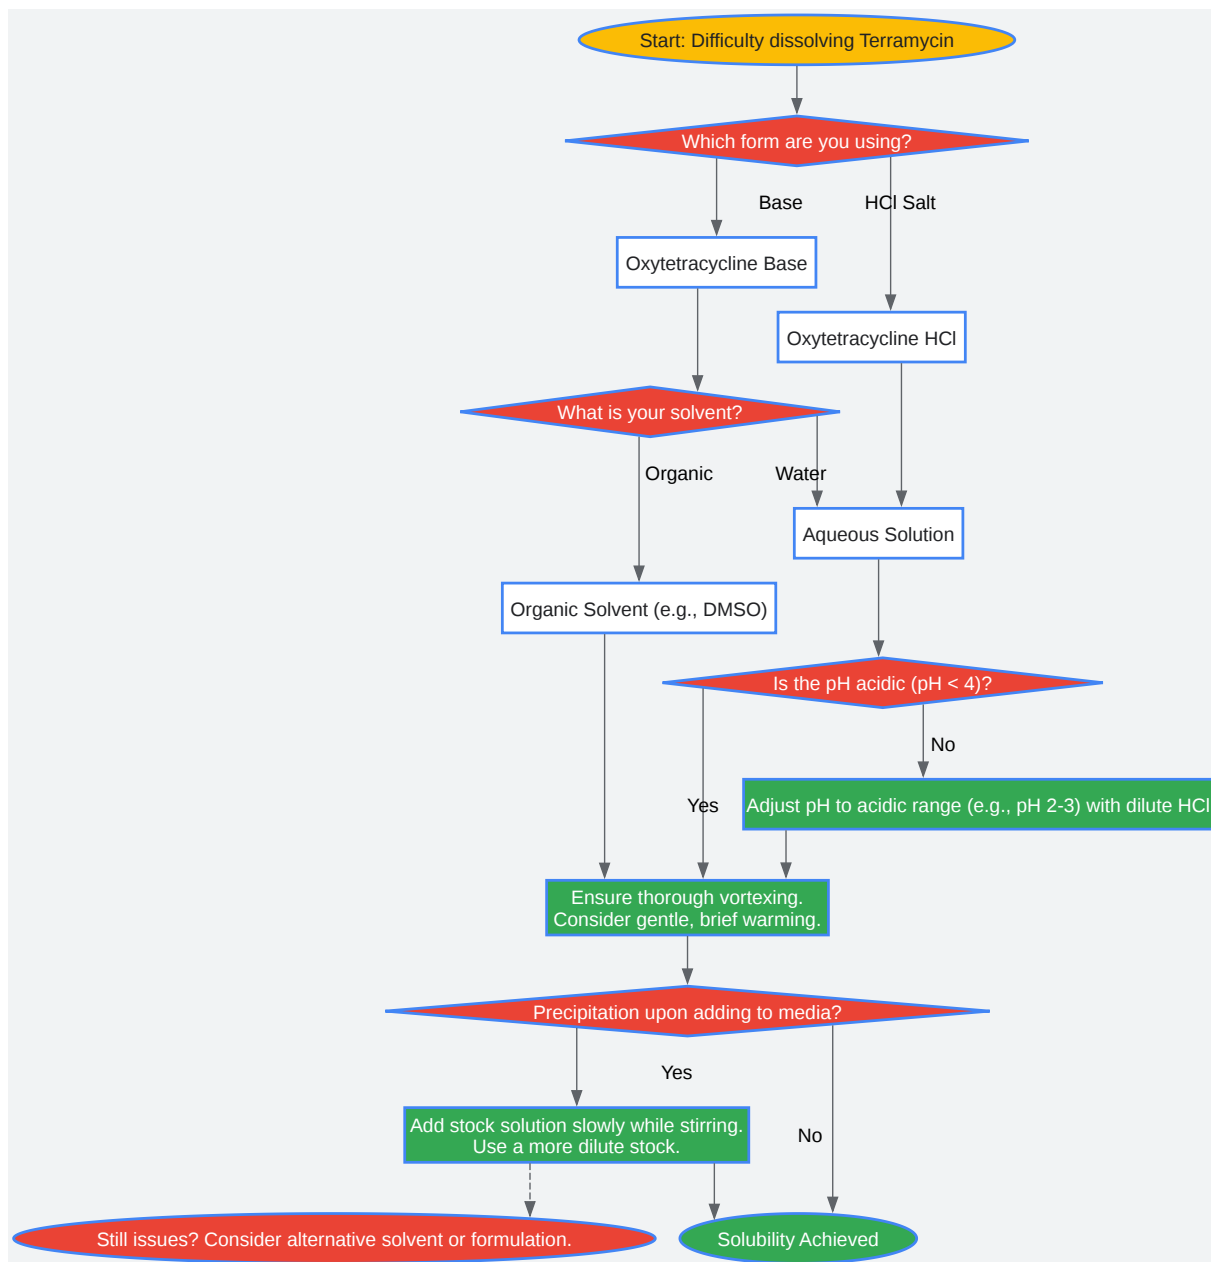 Start: Difficulty dissolving Terramycin
Which form are you using?
Base
HCl Salt
Oxytetracycline Base
Oxytetracycline HCl
What is your solvent?
Organic
Water
Aqueous Solution
Organic Solvent (e.g., DMSO)
Is the pH acidic (pH < 4)?
No
Yes
Adjust pH to acidic range (e.g., pH 2-3) with dilute HCl
Ensure thorough vortexing.
Consider gentle, brief warming.
Precipitation upon adding to media?
Yes
Add stock solution slowly while stirring.
Use a more dilute stock.
No
Still issues? Consider alternative solvent or formulation.
Solubility Achieved